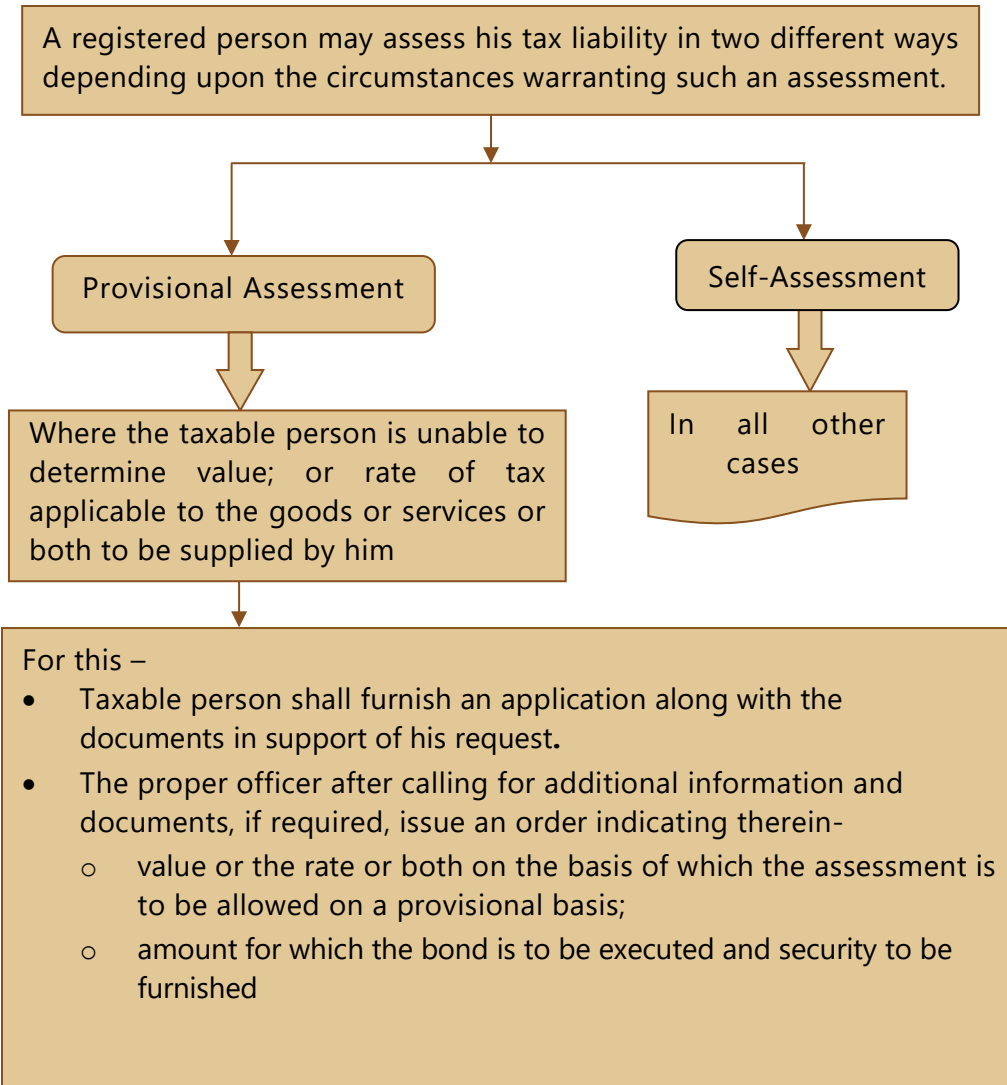 A registered person may assess his tax liability in two different ways
depending upon the circumstances warranting such an assessment.
Provisional Assessment
Self-Assessment
Where the taxable person is unable to
determine value; or rate of tax
applicable to the goods or services or
both to be supplied by him
In all other
cases
For this –
• Taxable person shall furnish an application along with the
documents in support of his request.
• The proper officer after calling for additional information and
documents, if required, issue an order indicating therein-
o value or the rate or both on the basis of which the assessment is
to be allowed on a provisional basis;
o amount for which the bond is to be executed and security to be
furnished